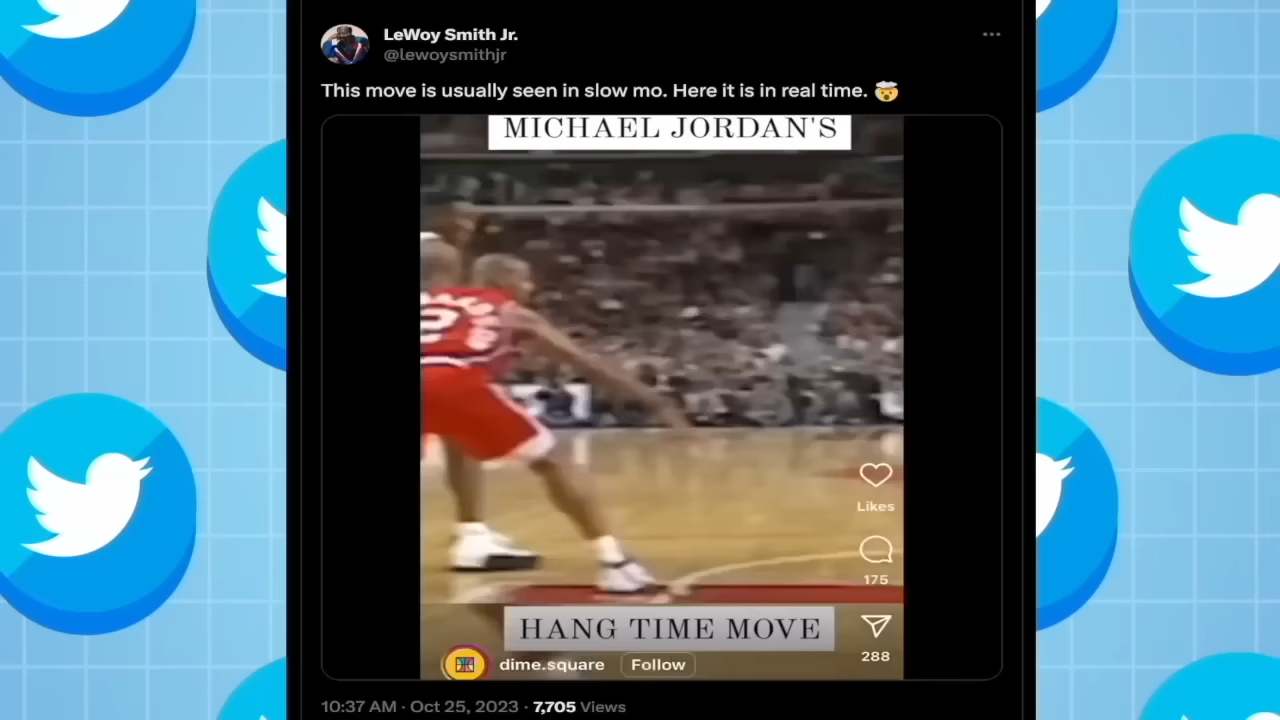 LeWoy Smith Jr.
@lewoysmithjr
This move is usually seen in slow mo. Here it is in real time. 🤯
MICHAEL JORDAN'S
Likes
175
HANG TIME MOVE
288
dime.square Follow
10:37 AM · Oct 25, 2023 · 7,705 Views